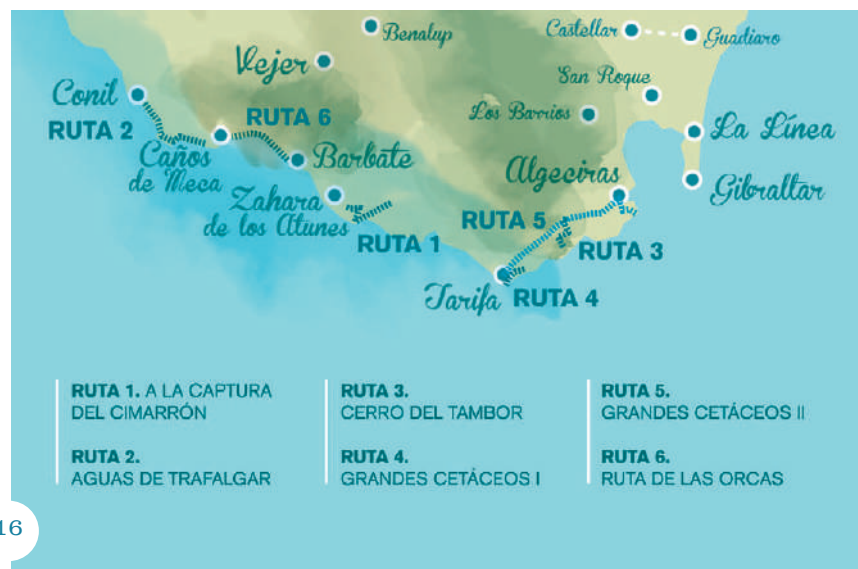 Benalup
Castellar
Guadiaro
Vejer
San Roque
Conil
Los Barrios
RUTA 6
RUTA 2
La Línea
Caños
de Meca
Barbate
Algeciras
Gibraltar
Zahara
de los Atunes
RUTA 5
RUTA 1
RUTA 3
Tarifa
RUTA 4
RUTA 1. A LA CAPTURA
DEL CIMARRÓN
RUTA 2.
AGUAS DE TRAFALGAR
RUTA 3.
CERRO DEL TAMBOR
RUTA 4.
GRANDES CETÁCEOS I
RUTA 5.
GRANDES CETÁCEOS II
RUTA 6.
RUTA DE LAS ORCAS
16